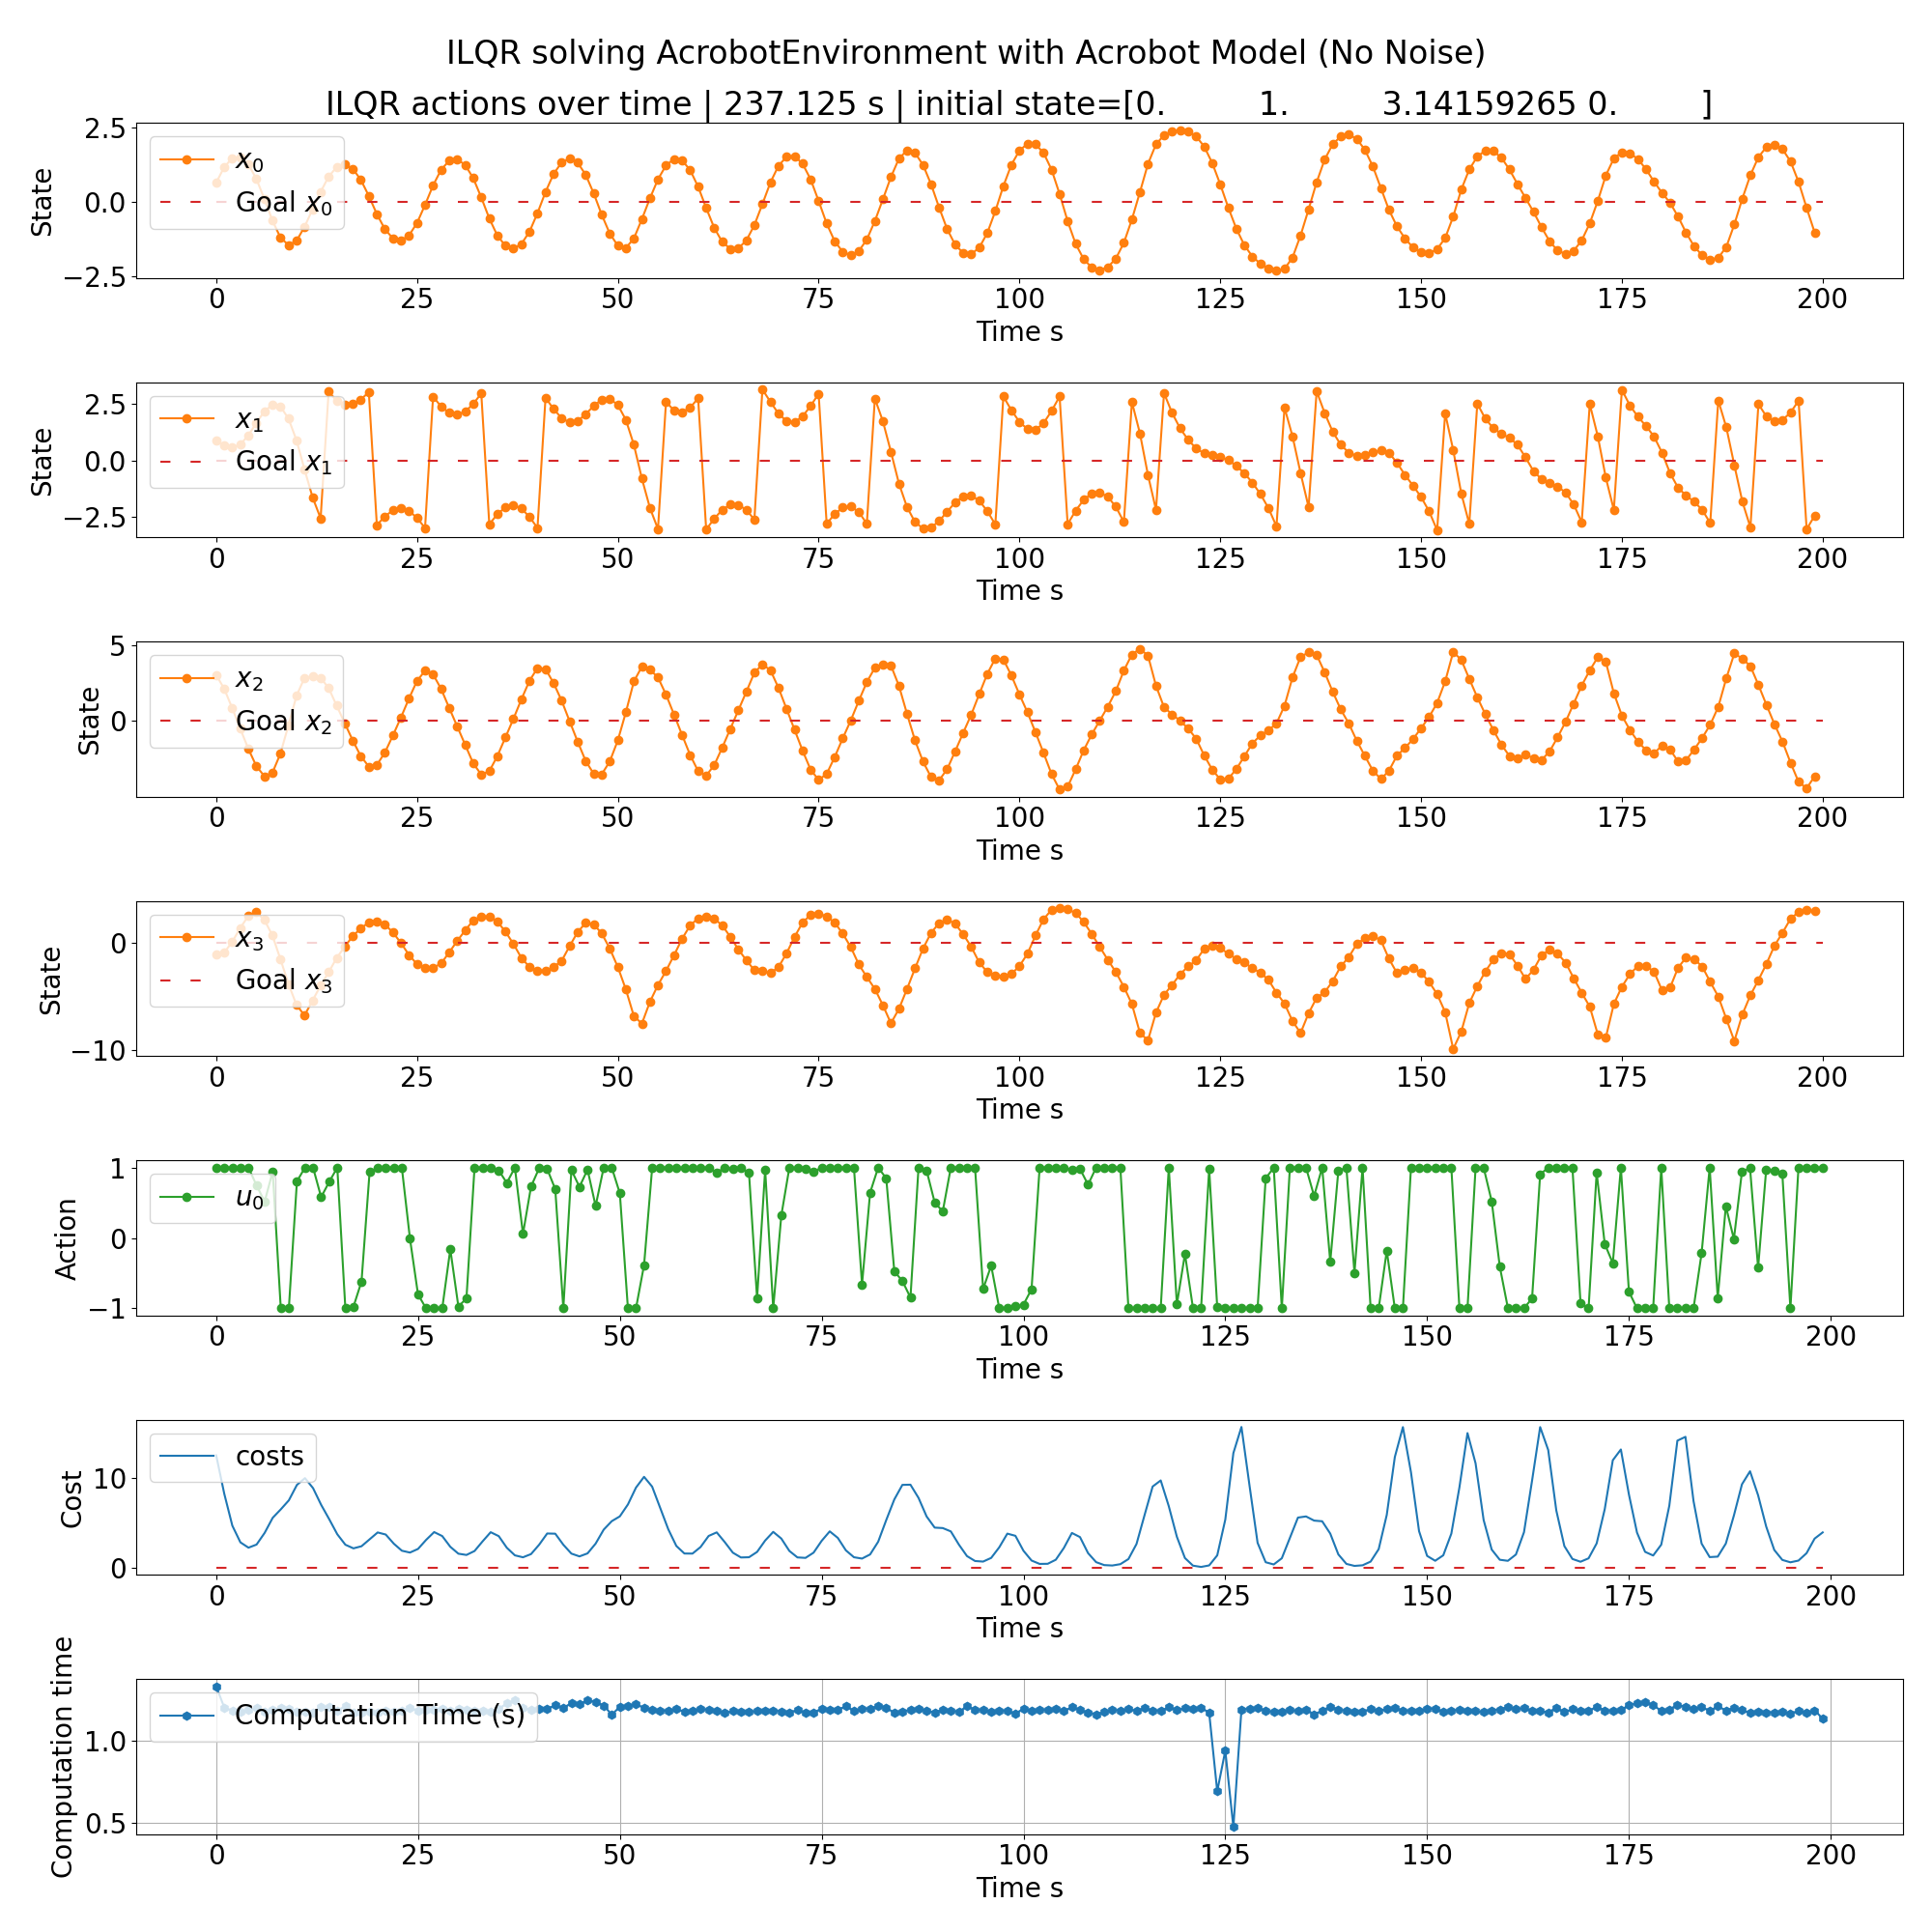 ILQR solving AcrobotEnvironment with Acrobot Model (No Noise)
ILQR actions over time | 237.125 s | initial state=[0. 1. 3.14159265 0. ]
2.5
0.0
−2.5
State
x₀
Goal x₀
0 25 50 75 100 125 150 175 200
Time s
2.5
0.0
−2.5
State
x₁
Goal x₁
0 25 50 75 100 125 150 175 200
Time s
5
0
State
x₂
Goal x₂
0 25 50 75 100 125 150 175 200
Time s
0
−10
State
x₃
Goal x₃
0 25 50 75 100 125 150 175 200
Time s
1
0
−1
Action
u₀
0 25 50 75 100 125 150 175 200
Time s
10
0
Cost
costs
0 25 50 75 100 125 150 175 200
Time s
1.0
0.5
Computation time
Computation Time (s)
0 25 50 75 100 125 150 175 200
Time s